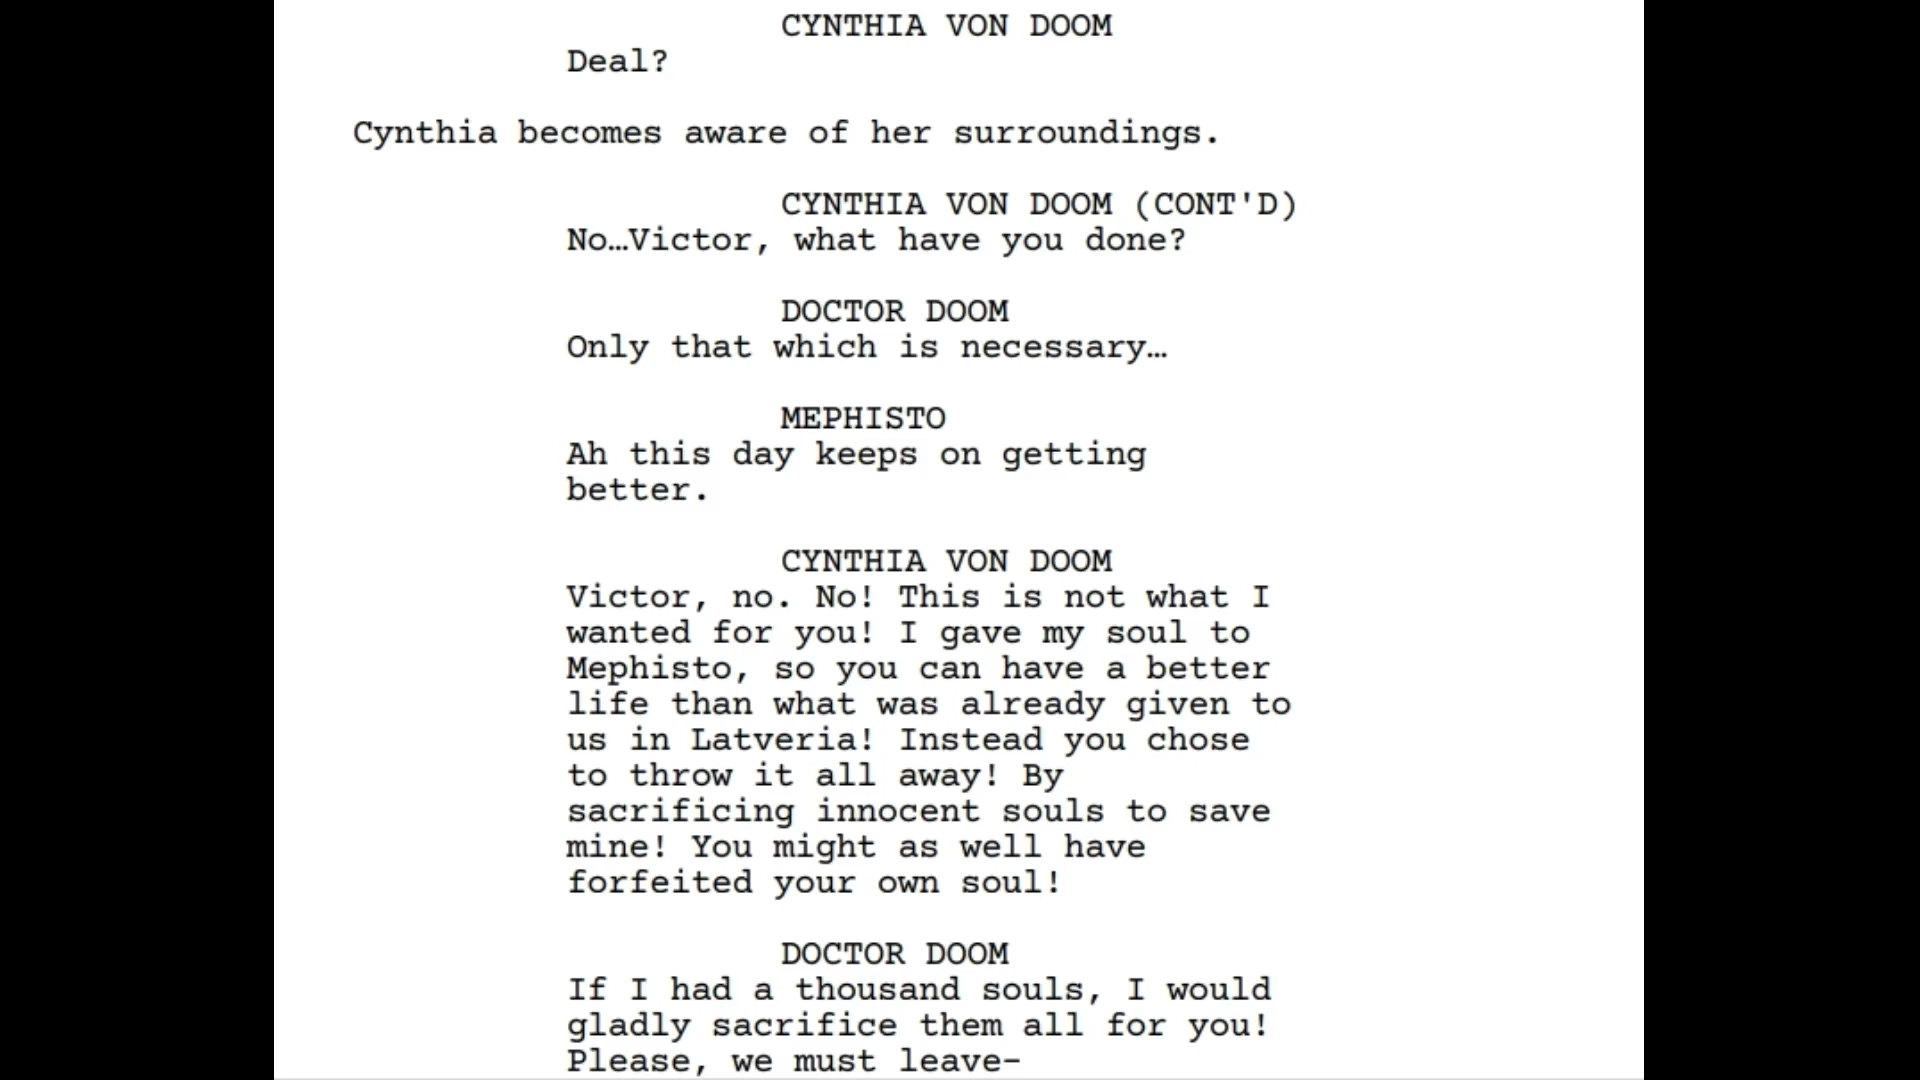 CYNTHIA VON DOOM
Deal?
Cynthia becomes aware of her surroundings.
CYNTHIA VON DOOM (CONT'D)
No…Victor, what have you done?
DOCTOR DOOM
Only that which is necessary…
MEPHISTO
Ah this day keeps on getting
better.
CYNTHIA VON DOOM
Victor, no. No! This is not what I
wanted for you! I gave my soul to
Mephisto, so you can have a better
life than what was already given to
us in Latveria! Instead you chose
to throw it all away! By
sacrificing innocent souls to save
mine! You might as well have
forfeited your own soul!
DOCTOR DOOM
If I had a thousand souls, I would
gladly sacrifice them all for you!
Please, we must leave–